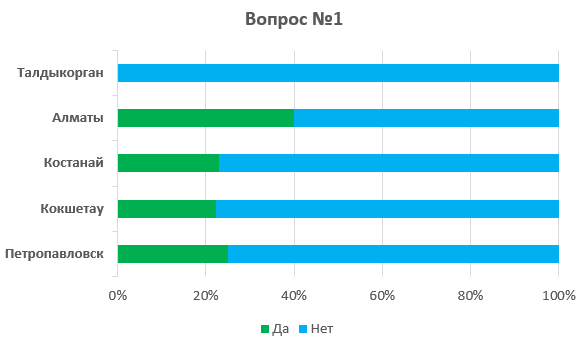 Вопрос №1
Талдыкорган
Алматы
Костанай
Кокшетау
Петропавловск
0% 20% 40% 60% 80% 100%
Да Нет